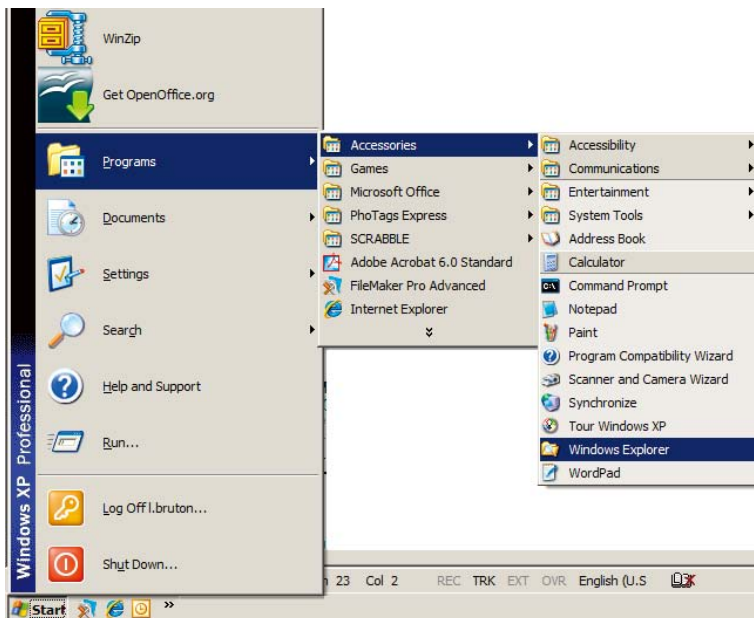 WinZip
Get OpenOffice.org
Programs
Documents
Settings
Search
Help and Support
Run...
Log Off l.bruton...
Shut Down...
Windows XP Professional
Accessories
Games
Microsoft Office
PhoTags Express
SCRABBLE
Adobe Acrobat 6.0 Standard
FileMaker Pro Advanced
Internet Explorer
Accessibility
Communications
Entertainment
System Tools
Address Book
Calculator
Command Prompt
Notepad
Paint
Program Compatibility Wizard
Scanner and Camera Wizard
Synchronize
Tour Windows XP
Windows Explorer
WordPad
23 Col 2 REC TRK EXT OVR English (U.S
Start